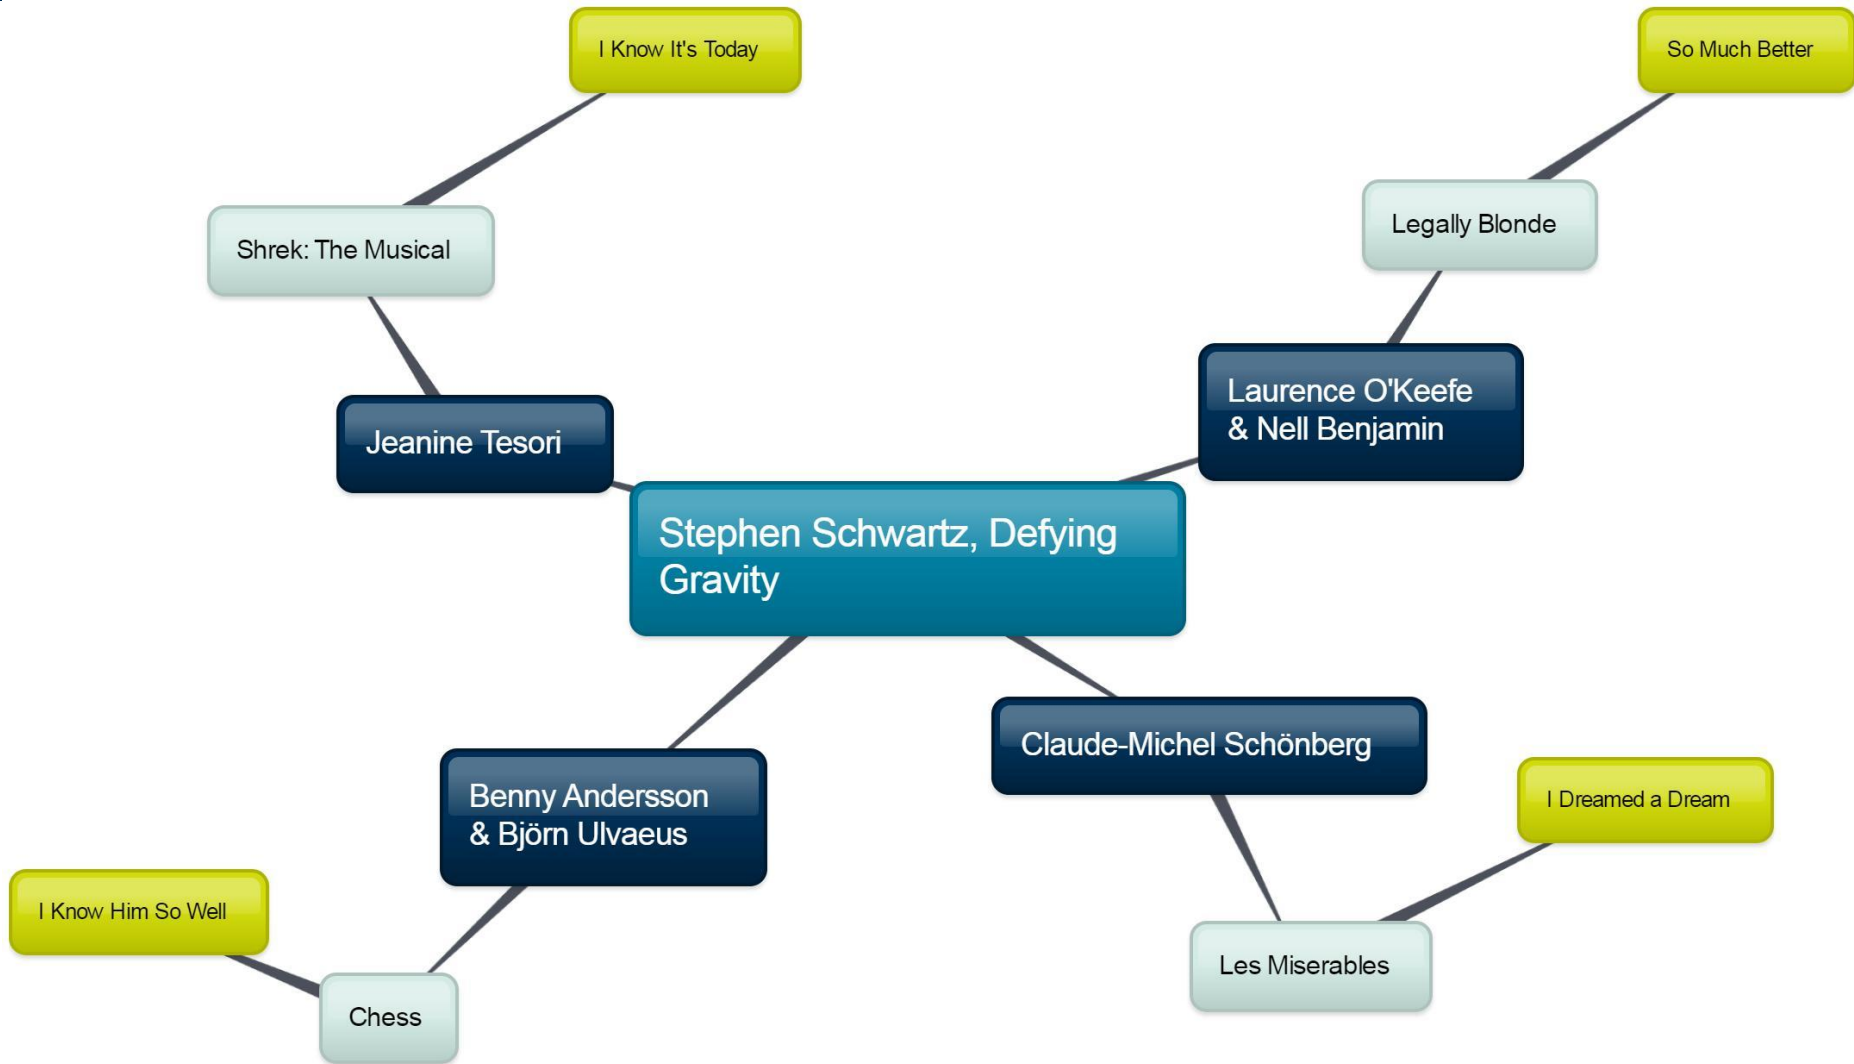 I Know It's Today
So Much Better
Shrek: The Musical
Legally Blonde
Jeanine Tesori
Laurence O'Keefe
& Nell Benjamin
Stephen Schwartz, Defying
Gravity
Claude-Michel Schönberg
Benny Andersson
& Björn Ulvaeus
I Dreamed a Dream
I Know Him So Well
Les Miserables
Chess